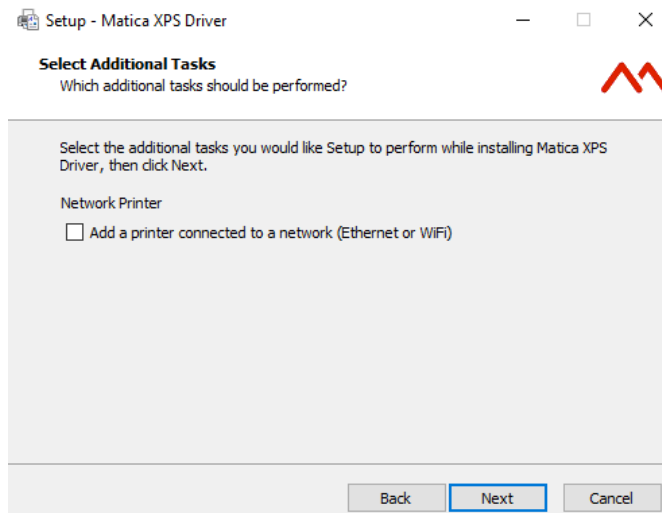 Setup - Matica XPS Driver
Select Additional Tasks
Which additional tasks should be performed?
Select the additional tasks you would like Setup to perform while installing Matica XPS
Driver, then click Next.
Network Printer
Add a printer connected to a network (Ethernet or WiFi)
Back Next Cancel